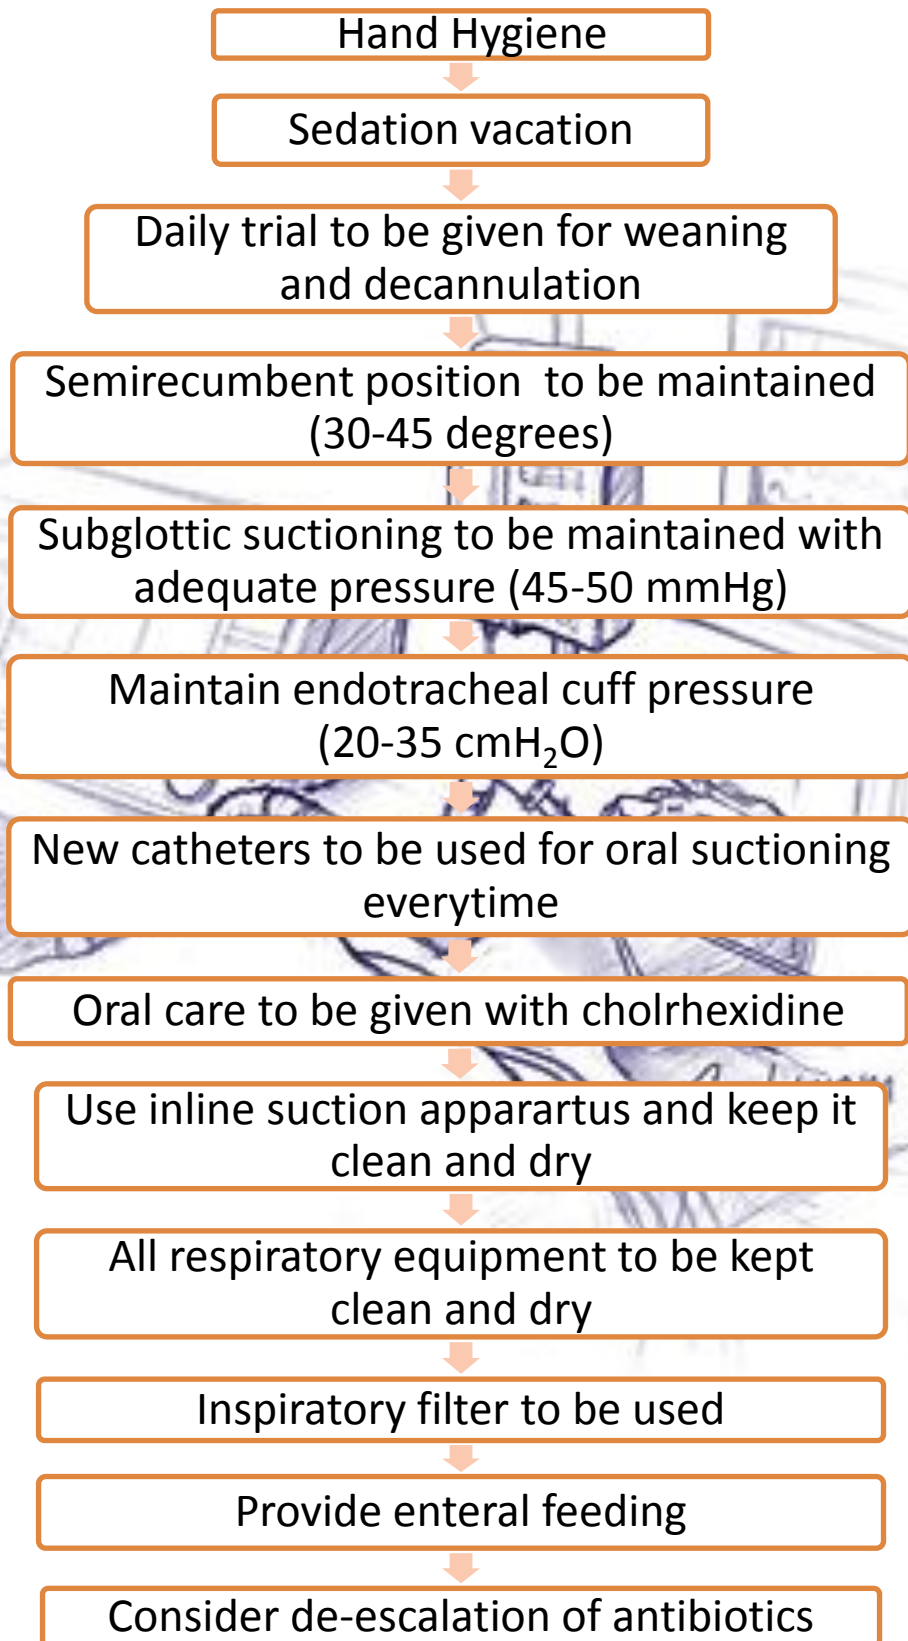 Hand Hygiene
Sedation vacation
Daily trial to be given for weaning
and decannulation
Semirecumbent position  to be maintained
(30-45 degrees)
Subglottic suctioning to be maintained with
adequate pressure (45-50 mmHg)
Maintain endotracheal cuff pressure
(20-35 cmH₂O)
New catheters to be used for oral suctioning
everytime
Oral care to be given with cholrhexidine
Use inline suction apparartus and keep it
clean and dry
All respiratory equipment to be kept
clean and dry
Inspiratory filter to be used
Provide enteral feeding
Consider de-escalation of antibiotics